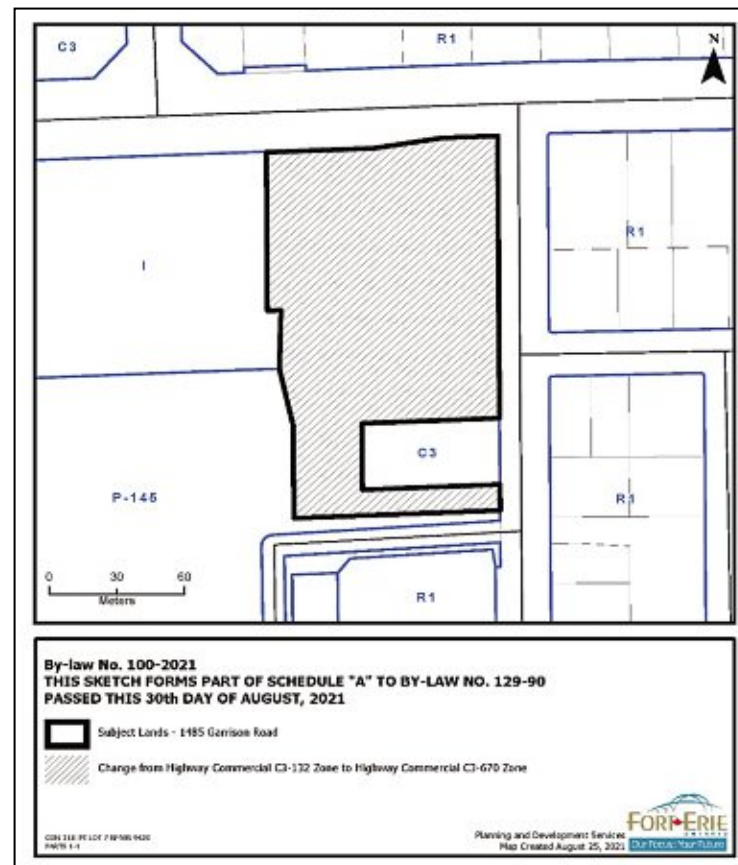 C3
R1
N
R1
I
C3
P-145
R1
0 30 60
Meters
R1
By-law No. 100-2021
THIS SKETCH FORMS PART OF SCHEDULE "A" TO BY-LAW NO. 129-90
PASSED THIS 30th DAY OF AUGUST, 2021
Subject Lands - 1485 Garrison Road
Change from Highway Commercial C3-132 Zone to Highway Commercial C3-670 Zone
Planning and Development Services
Map Created August 25, 2021
FORT ERIE
Our Focus: Your Future